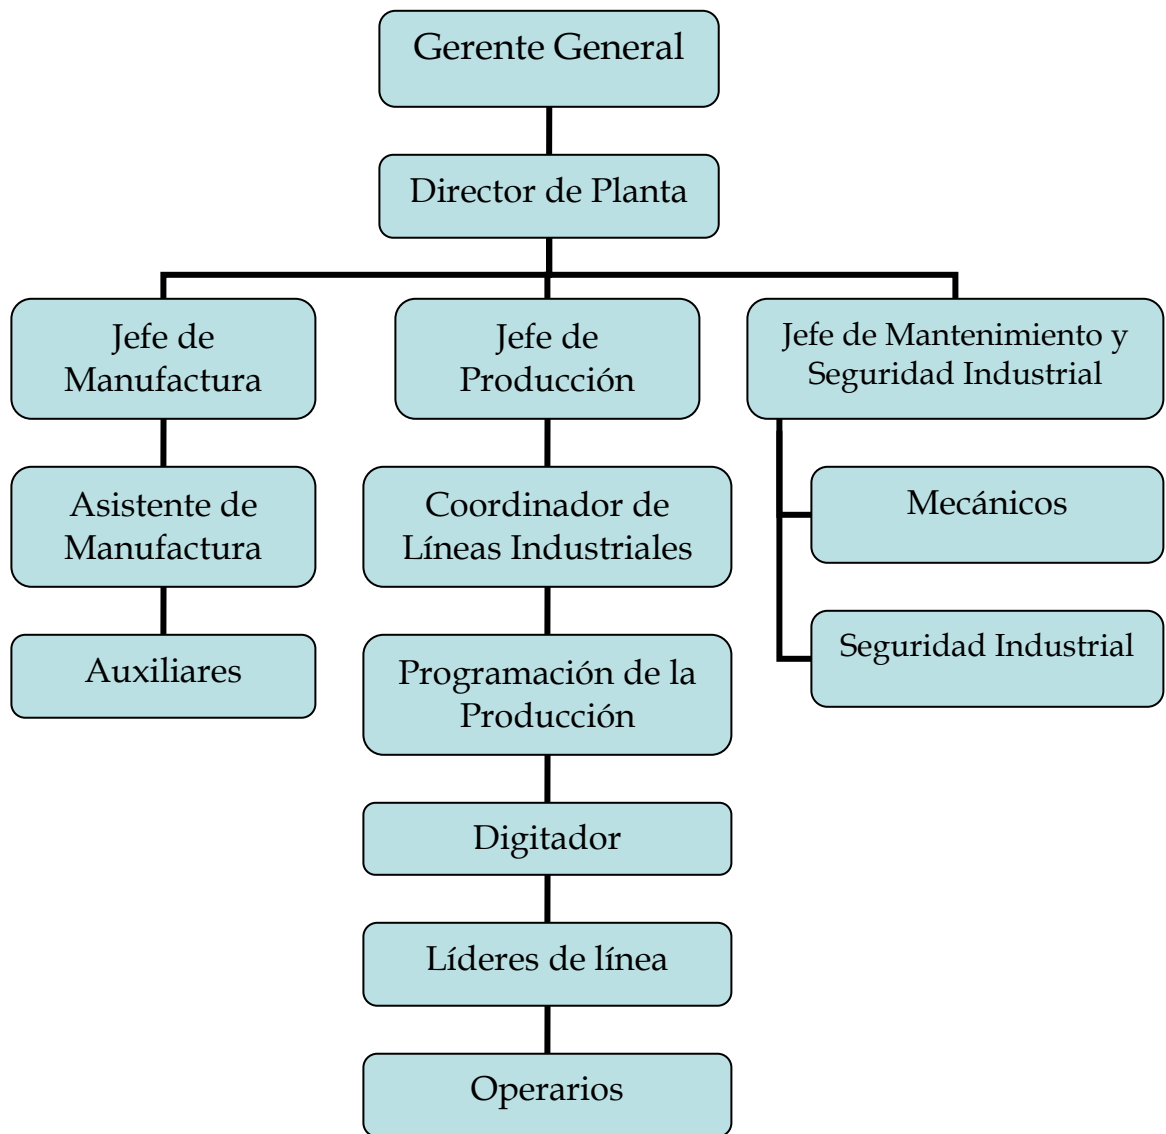 Gerente General
Director de Planta
Jefe de
Manufactura
Jefe de
Producción
Jefe de Mantenimiento y
Seguridad Industrial
Asistente de
Manufactura
Coordinador de
Líneas Industriales
Mecánicos
Auxiliares
Programación de la
Producción
Seguridad Industrial
Digitador
Líderes de línea
Operarios